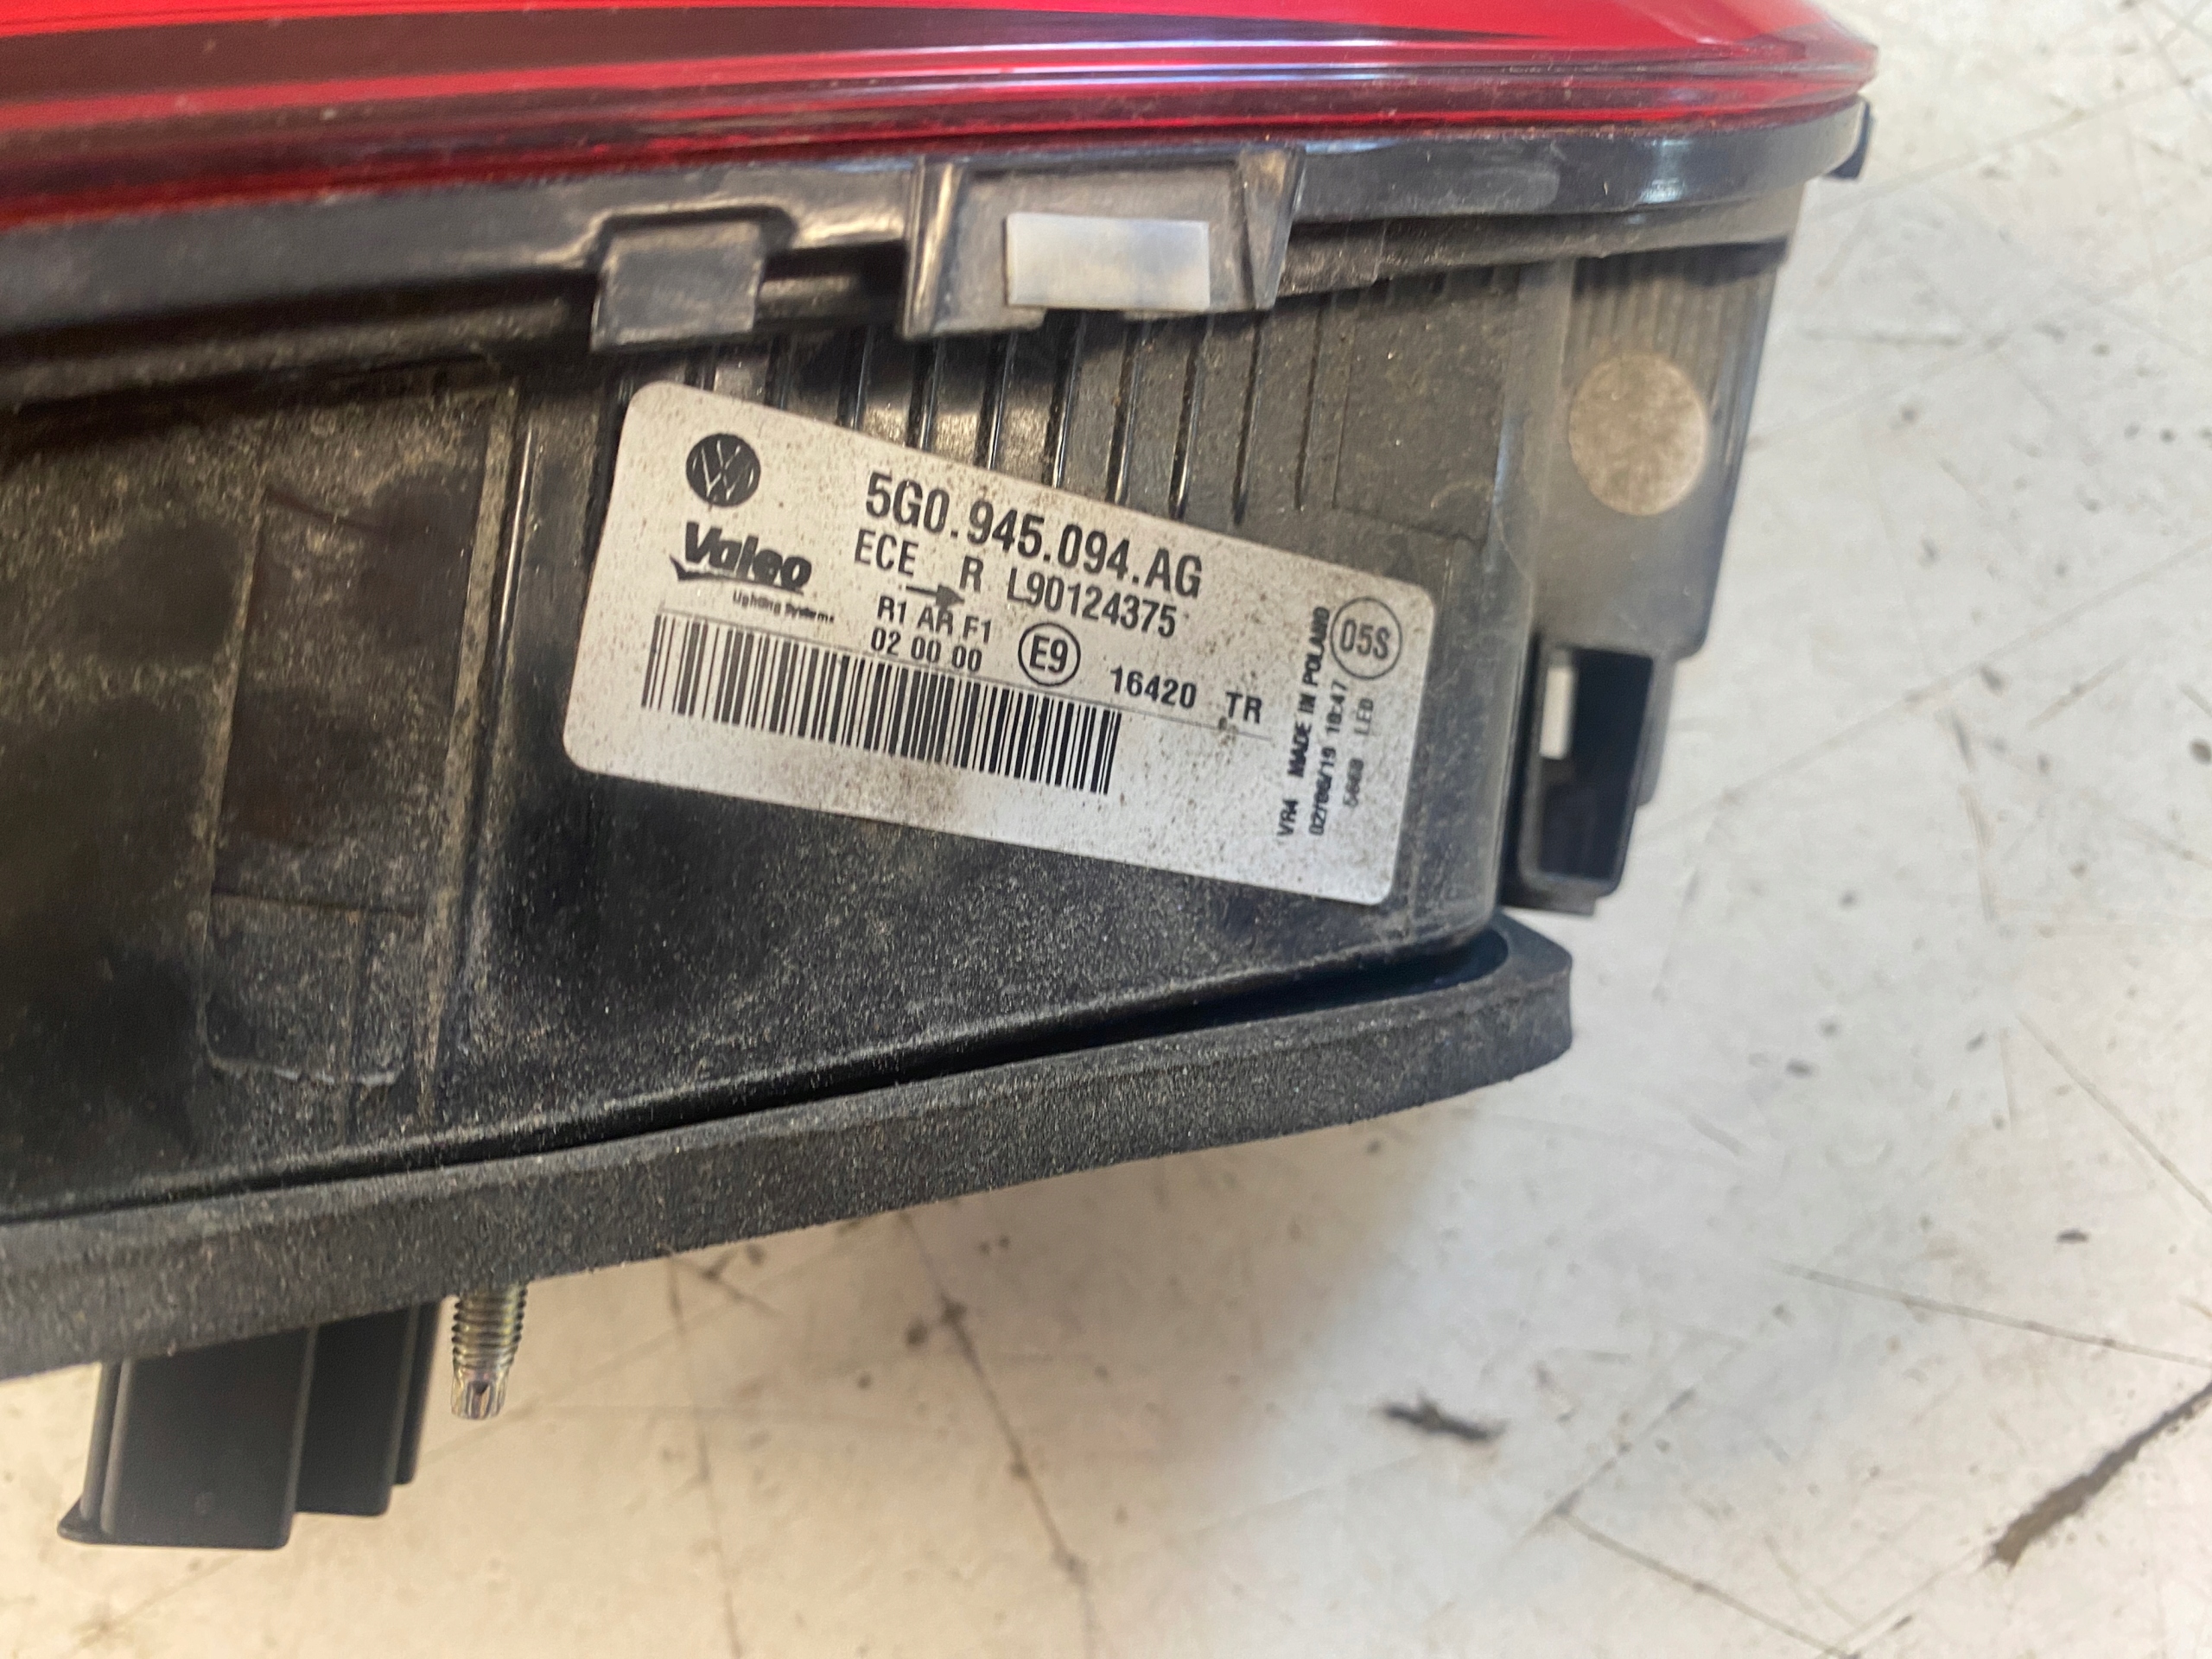 5G0.945.094.AG
Valeo
Lighting Systems
ECE R L90124375
R1 AR F1
02 00 00 E9 16420 TR
05S
VR4 MADE IN POLAND
LED